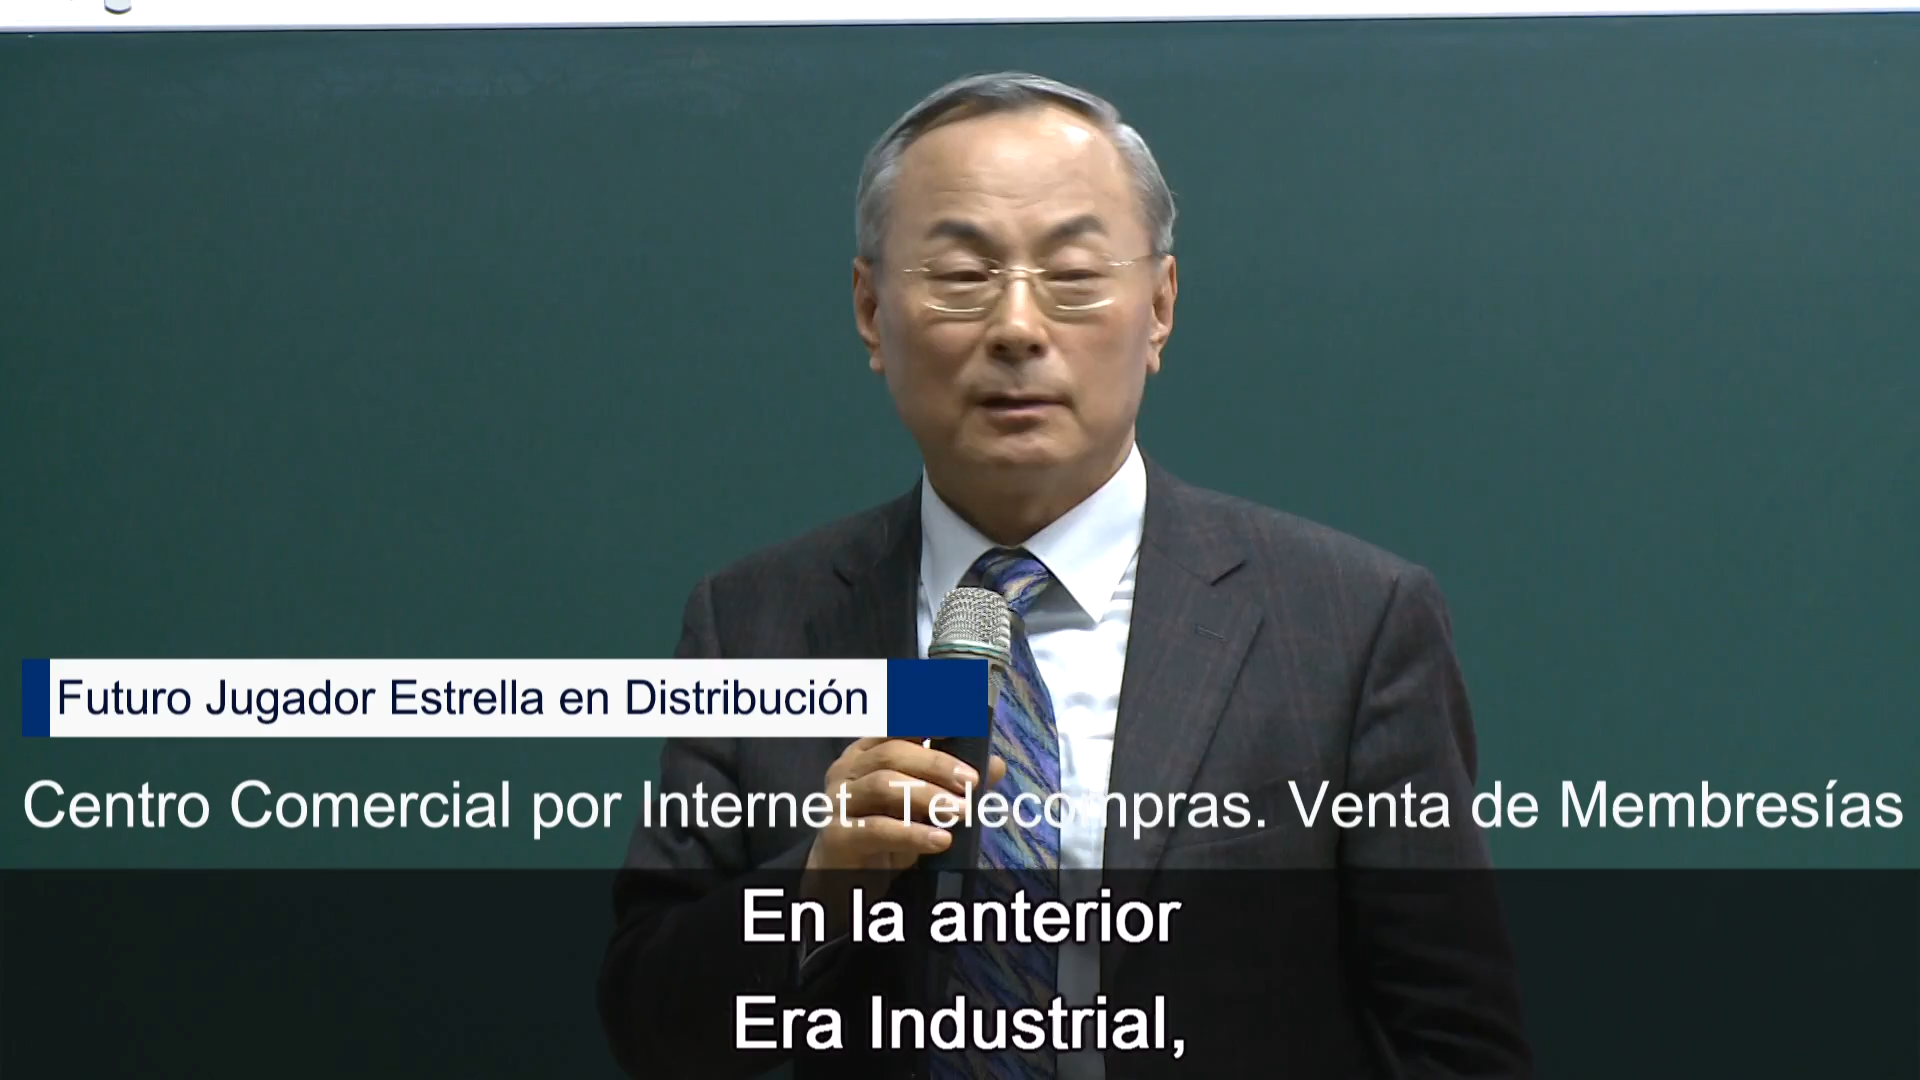 Futuro Jugador Estrella en Distribución
Centro Comercial por Internet. Telecompras. Venta de Membresías
En la anterior
Era Industrial,